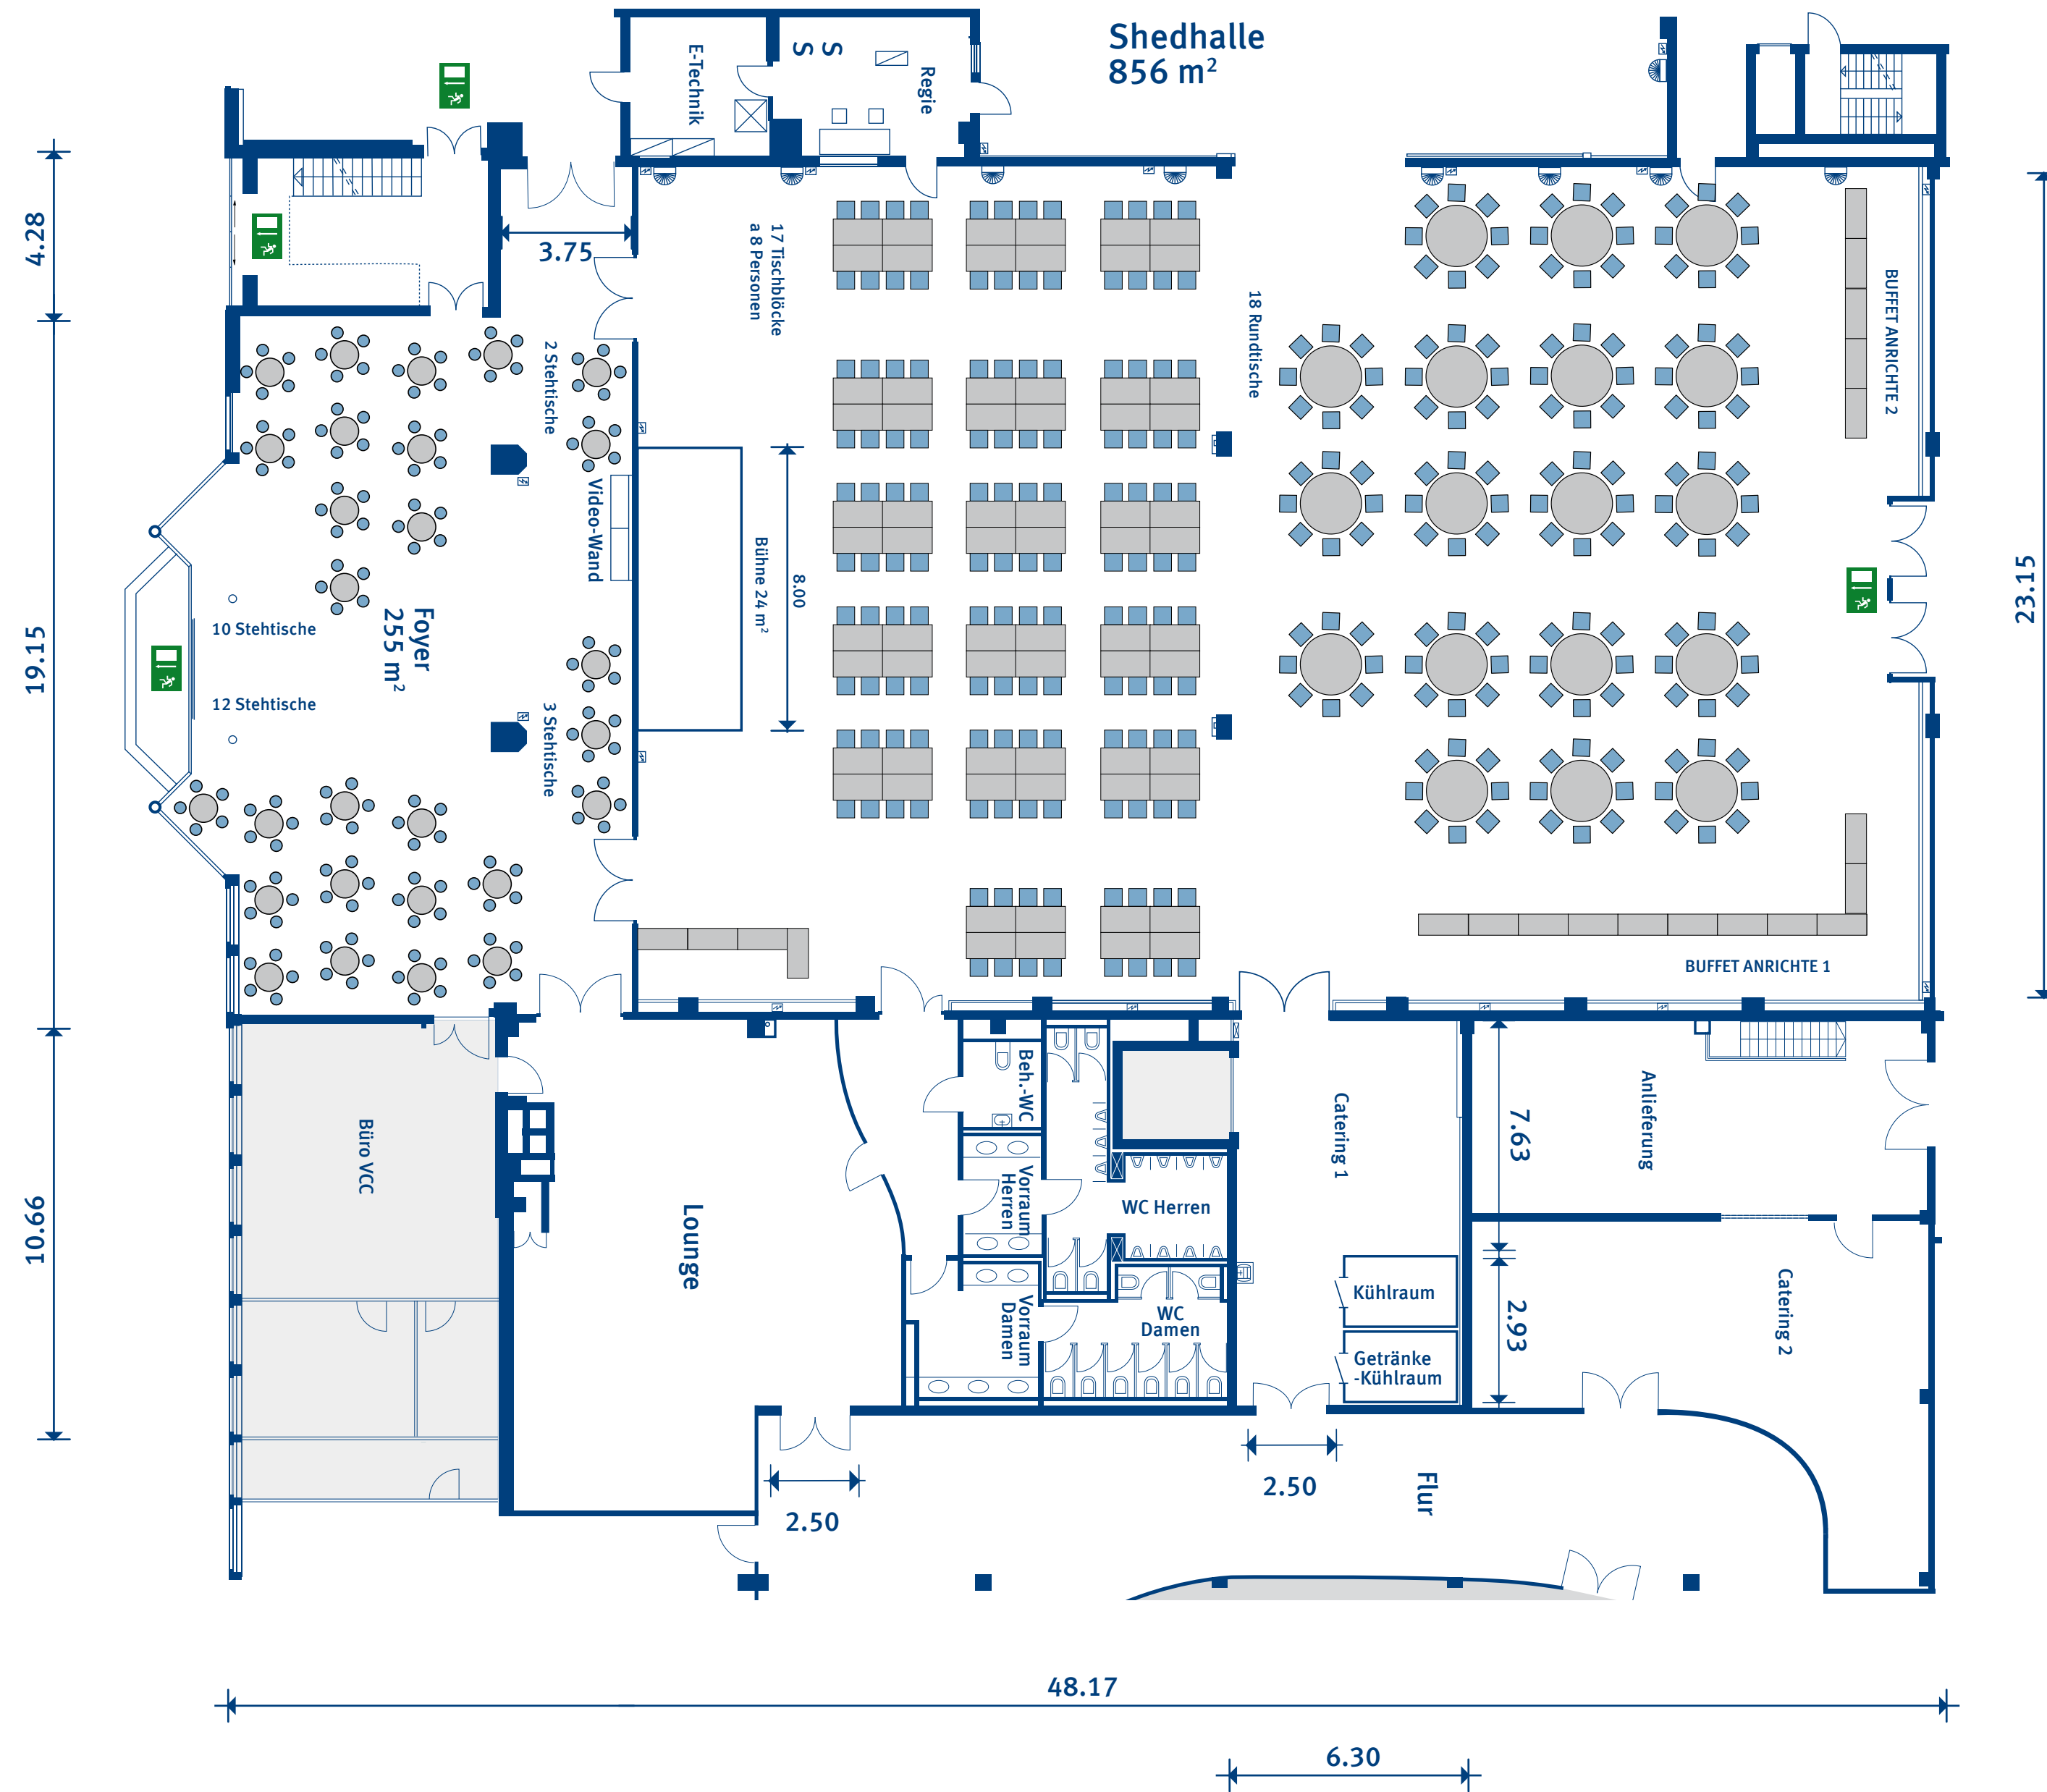 Shedhalle
856 m²
E-Technik
S
S
Regie
4.28
3.75
17 Tischblöcke
a 8 Personen
18 Rundtische
BUFFET ANRICHTE 2
2 Stehtische
Video-Wand
Bühne 24 m²
8.00
23.15
19.15
10 Stehtische
Foyer
255 m²
12 Stehtische
3 Stehtische
BUFFET ANRICHTE 1
Büro VCC
10.66
Lounge
Beh.-WC
Vorraum
Herren
WC Herren
Vorraum
Damen
WC
Damen
Catering 1
Kühlraum
Getränke
-Kühlraum
7.63
2.93
Anlieferung
Catering 2
2.50
2.50
Flur
48.17
6.30